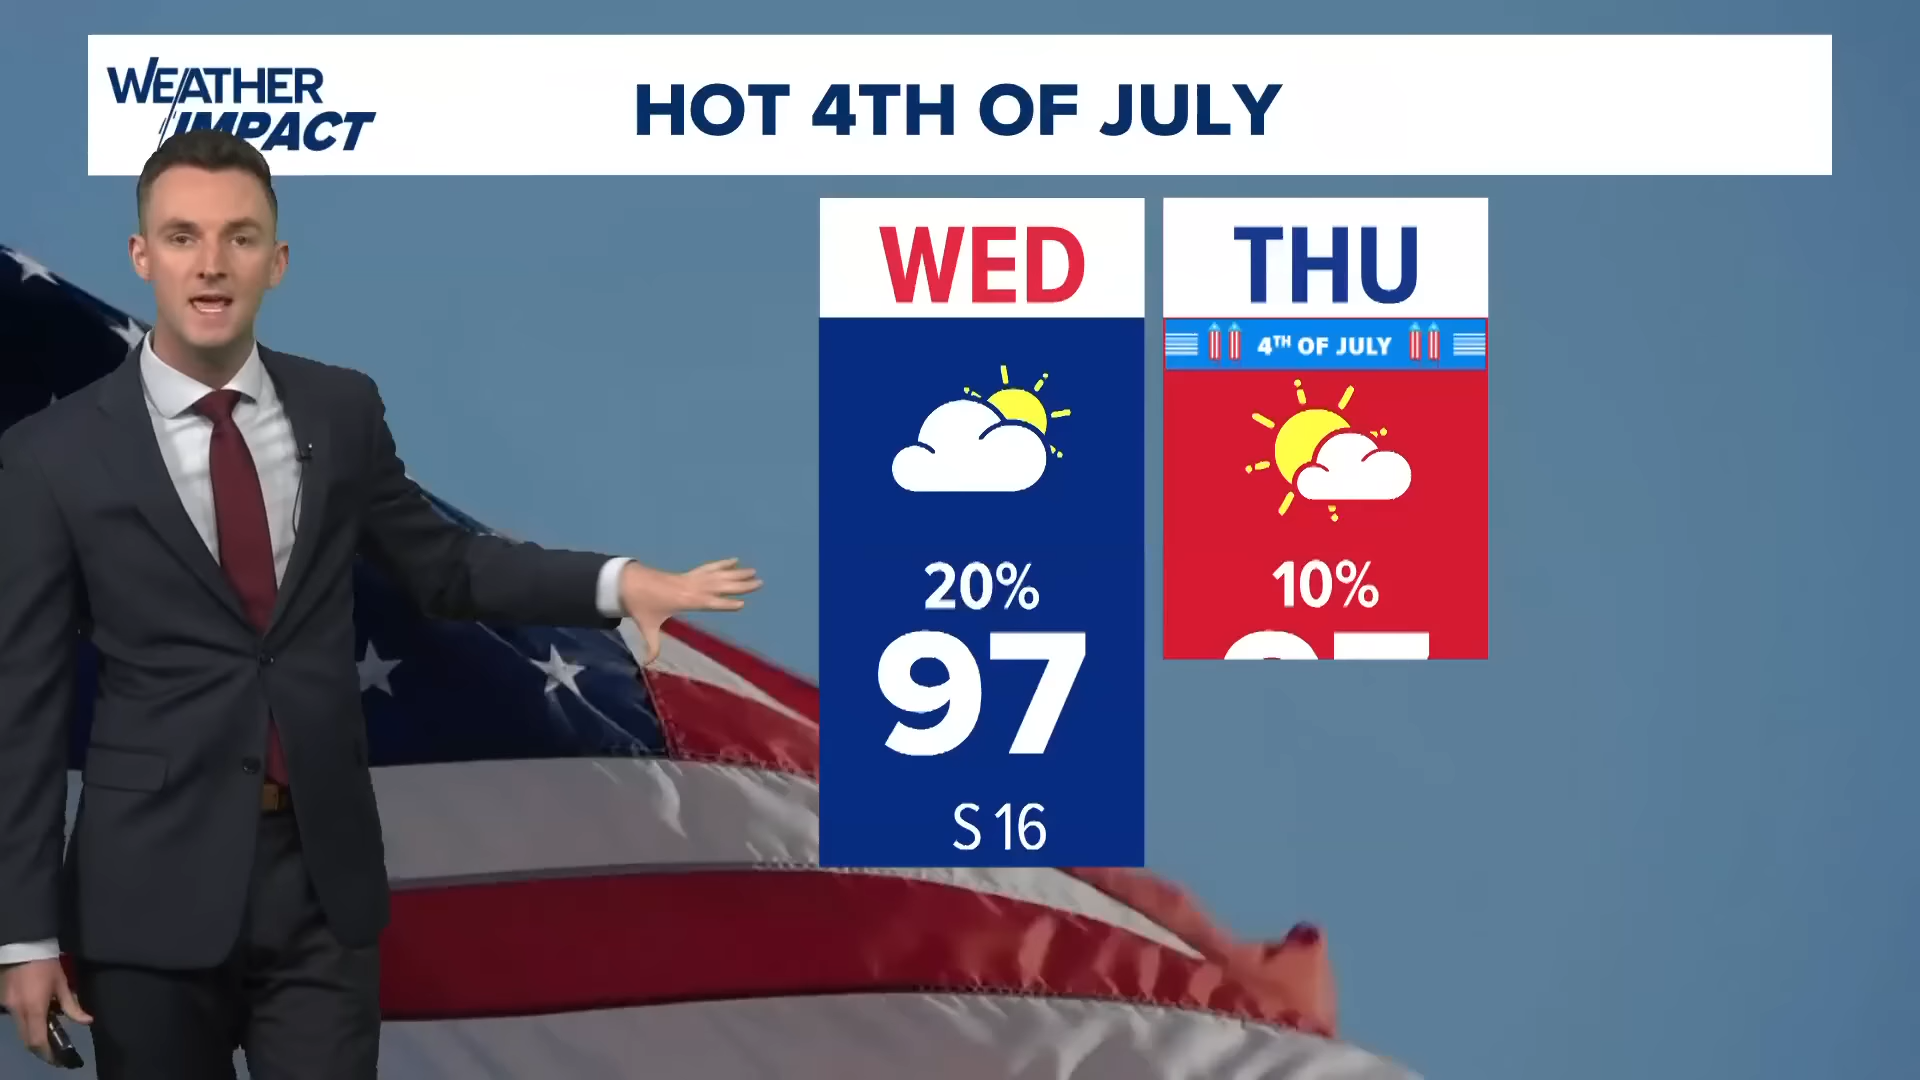 WEATHER
IMPACT
HOT 4TH OF JULY
WED
20%
97
S 16
THU
4TH OF JULY
10%